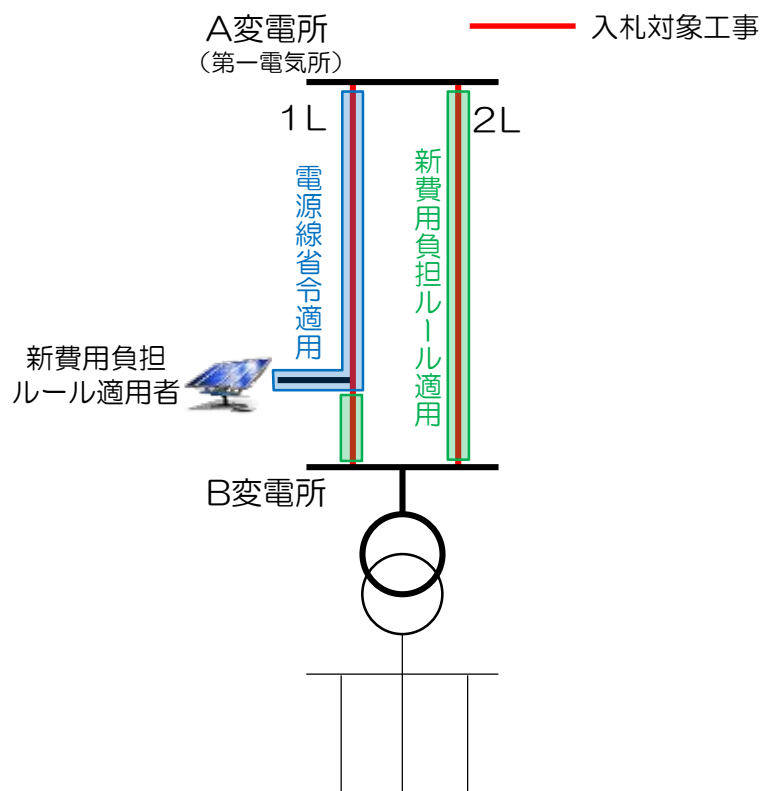 A変電所
（第一電気所）
入札対象工事
1L
2L
電源線省令適用
新費用負担ルール適用
新費用負担
ルール適用者
B変電所